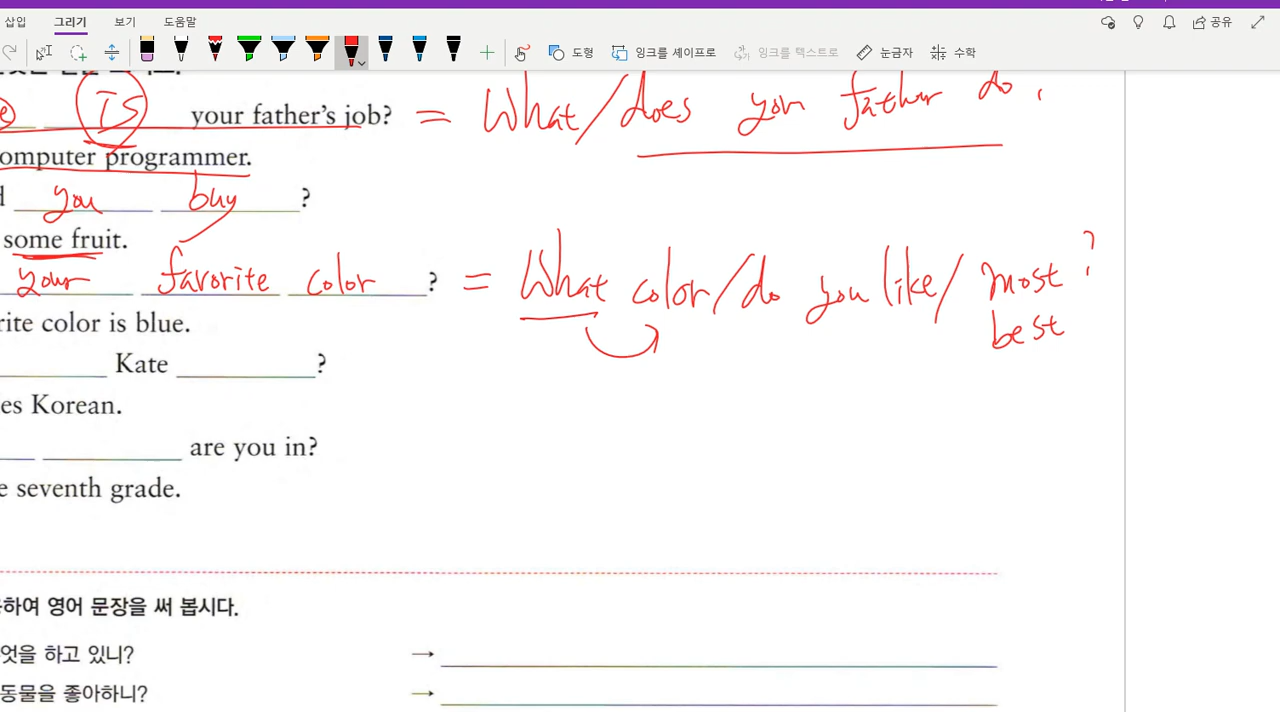 삽입 그리기 보기 도움말
공유
도형 잉크를 셰이프로 잉크를 텍스트로 눈금자 수학
is your father's job? = What/does you father do
omputer programmer.
you buy ?
some fruit.
your favorite color ? = What color/do you like/most?
best
rite color is blue.
Kate ?
es Korean.
are you in?
e seventh grade.
하여 영어 문장을 써 봅시다.
엇을 하고 있니? →
동물을 좋아하니? →